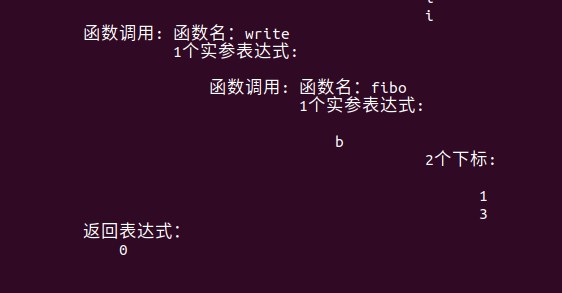 i
函数调用: 函数名: write
1个实参表达式:
函数调用: 函数名: fibo
1个实参表达式:
b
2个下标:
1
3
返回表达式:
0